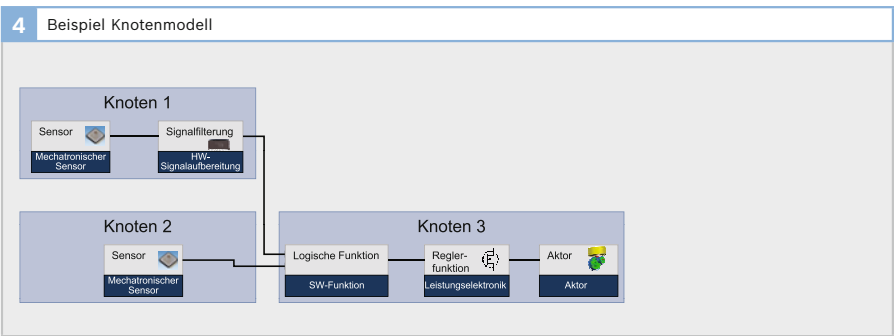 4 Beispiel Knotenmodell
Knoten 1
Sensor
Mechatronischer
Sensor
Signalfilterung
HW-
Signalaufbereitung
Knoten 2
Sensor
Mechatronischer
Sensor
Knoten 3
Logische Funktion
SW-Funktion
Regler-
funktion
Leistungselektronik
Aktor
Aktor